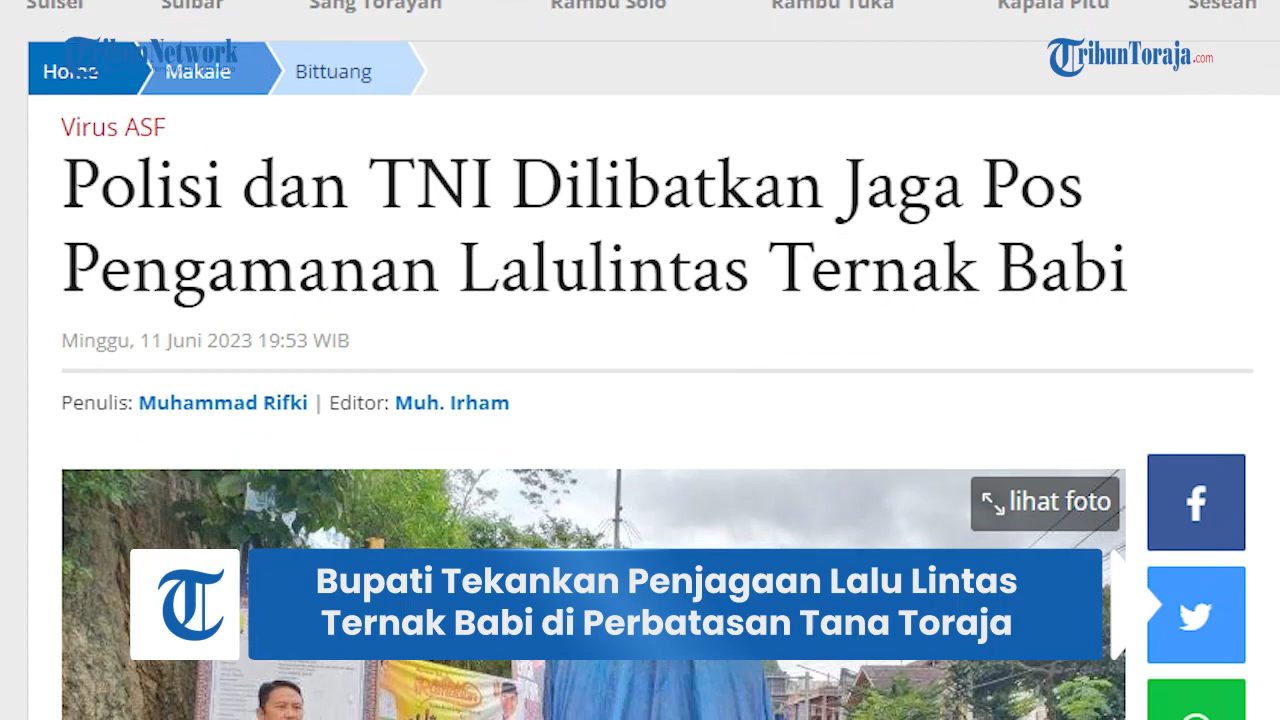 Sulsel Sulbar Sang Torayan Rambu Solo Rambu Tuka Kapala Pitu Sesean
TribunNetwork
TribunToraja.com
Home Makale Bittuang
Virus ASF
Polisi dan TNI Dilibatkan Jaga Pos
Pengamanan Lalulintas Ternak Babi
Minggu, 11 Juni 2023 19:53 WIB
Penulis: Muhammad Rifki | Editor: Muh. Irham
lihat foto
Bupati Tekankan Penjagaan Lalu Lintas
Ternak Babi di Perbatasan Tana Toraja